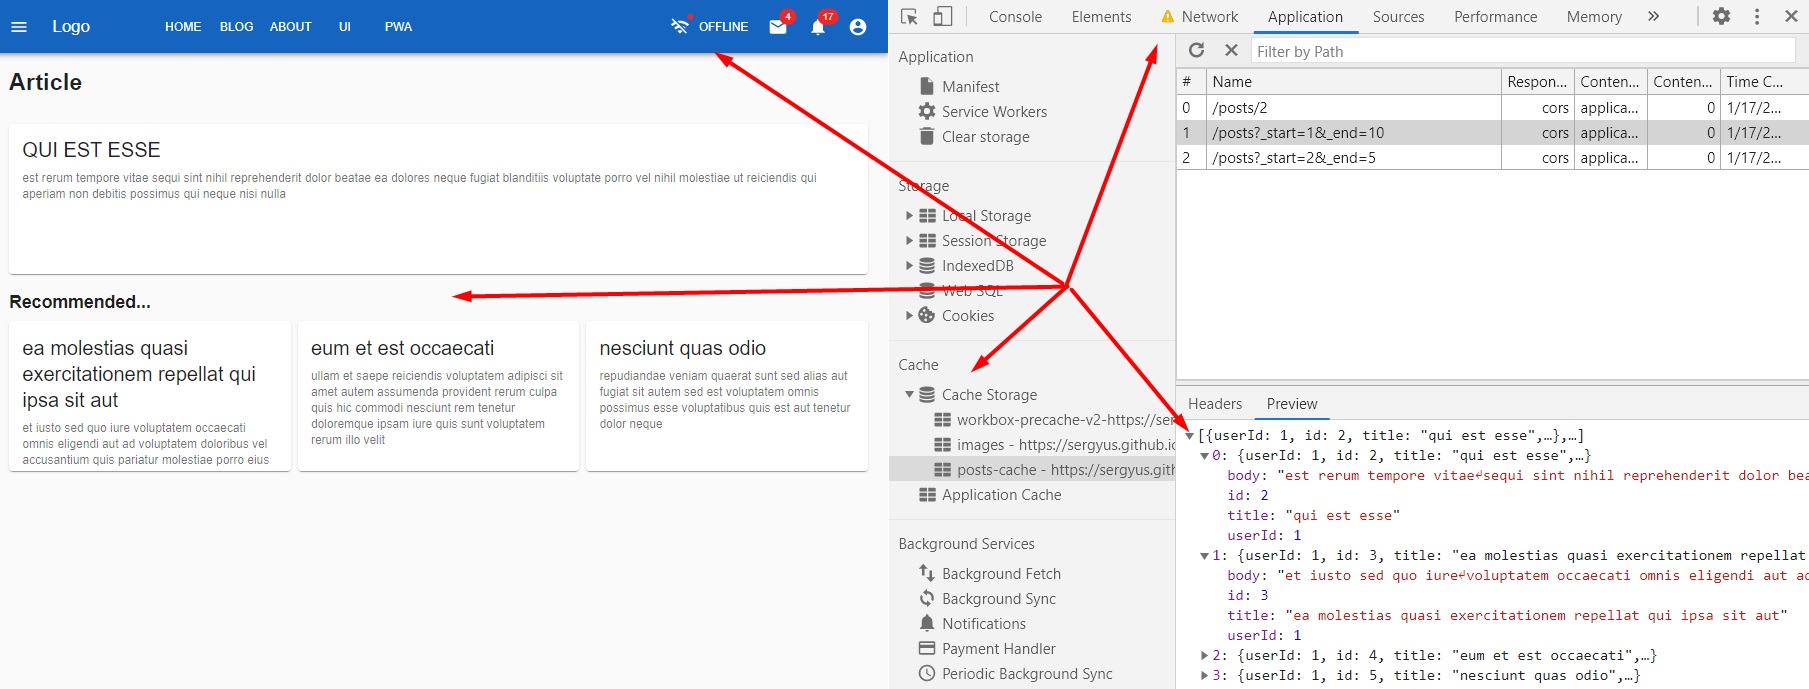 Logo
HOME
BLOG
ABOUT
UI
PWA
OFFLINE
4
17
Article
QUI EST ESSE
est rerum tempore vitae sequi sint nihil reprehenderit dolor beatae ea dolores neque fugiat blanditiis voluptate porro vel nihil molestiae ut reiciendis qui
aperiam non debitis possimus qui neque nisi nulla
Recommended...
ea molestias quasi
exercitationem repellat qui
ipsa sit aut
et iusto sed quo iure voluptatem occaecati
omnis eligendi aut ad voluptatem doloribus vel
accusantium quis pariatur molestiae porro eius
eum et est occaecati
ullam et saepe reiciendis voluptatem adipisci sit
amet autem assumenda provident rerum culpa
quis hic commodi nesciunt rem tenetur
doloremque ipsam iure quis sunt voluptatem
rerum illo velit
nesciunt quas odio
repudiandae veniam quaerat sunt sed alias aut
fugiat sit autem sed est voluptatem omnis
possimus esse voluptatibus quis est aut tenetur
dolor neque
Console
Elements
Network
Application
Sources
Performance
Memory
Application
Manifest
Service Workers
Clear storage
Storage
Local Storage
Session Storage
IndexedDB
Web SQL
Cookies
Cache
Cache Storage
workbox-precache-v2-https://ser
images - https://sergyus.github.io
posts-cache - https://sergyus.gith
Application Cache
Background Services
Background Fetch
Background Sync
Notifications
Payment Handler
Periodic Background Sync
Filter by Path
# Name Respon... Conten... Conten... Time C...
0 /posts/2 cors applica... 0 1/17/2...
1 /posts?_start=1&_end=10 cors applica... 0 1/17/2...
2 /posts?_start=2&_end=5 cors applica... 0 1/17/2...
Headers
Preview
[{userId: 1, id: 2, title: "qui est esse",…},…]
0: {userId: 1, id: 2, title: "qui est esse",…}
body: "est rerum tempore vitae↵sequi sint nihil reprehenderit dolor bea
id: 2
title: "qui est esse"
userId: 1
1: {userId: 1, id: 3, title: "ea molestias quasi exercitationem repellat
body: "et iusto sed quo iure↵voluptatem occaecati omnis eligendi aut ad
id: 3
title: "ea molestias quasi exercitationem repellat qui ipsa sit aut"
userId: 1
2: {userId: 1, id: 4, title: "eum et est occaecati",…}
3: {userId: 1, id: 5, title: "nesciunt quas odio",…}